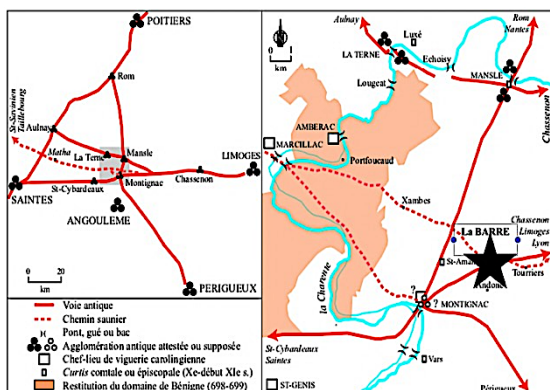 POITIERS
Rom
Aulnay
St-Savinien
Taillebourg
Matha
La Terne
Mansle
LIMOGES
Chassenon
St-Cybardeaux
Montignac
SAINTES
ANGOULEME
PERIGUEUX
0 20
km
Voie antique
Chemin saunier
Pont, gué ou bac
Agglomération antique attestée ou supposée
Chef-lieu de viguerie carolingienne
Curtis comtale ou épiscopale (Xe-début XIe s.)
Restitution du domaine de Bénigne (698-699)
0
km
Aulnay
Luxé
LA TERNE
Echoisy
Rom
Nantes
MANSLE
Chassenon
Lougeat
AMBERAC
MARCILLAC
Portfoucaud
Xambes
La BARRE
Chassenon
Limoges
Lyon
St-Aman
Andone
Tourriers
La Charente
? ?
MONTIGNAC
St-Cybardeaux
Saintes
Vars
ST-GENIS
Périgueux